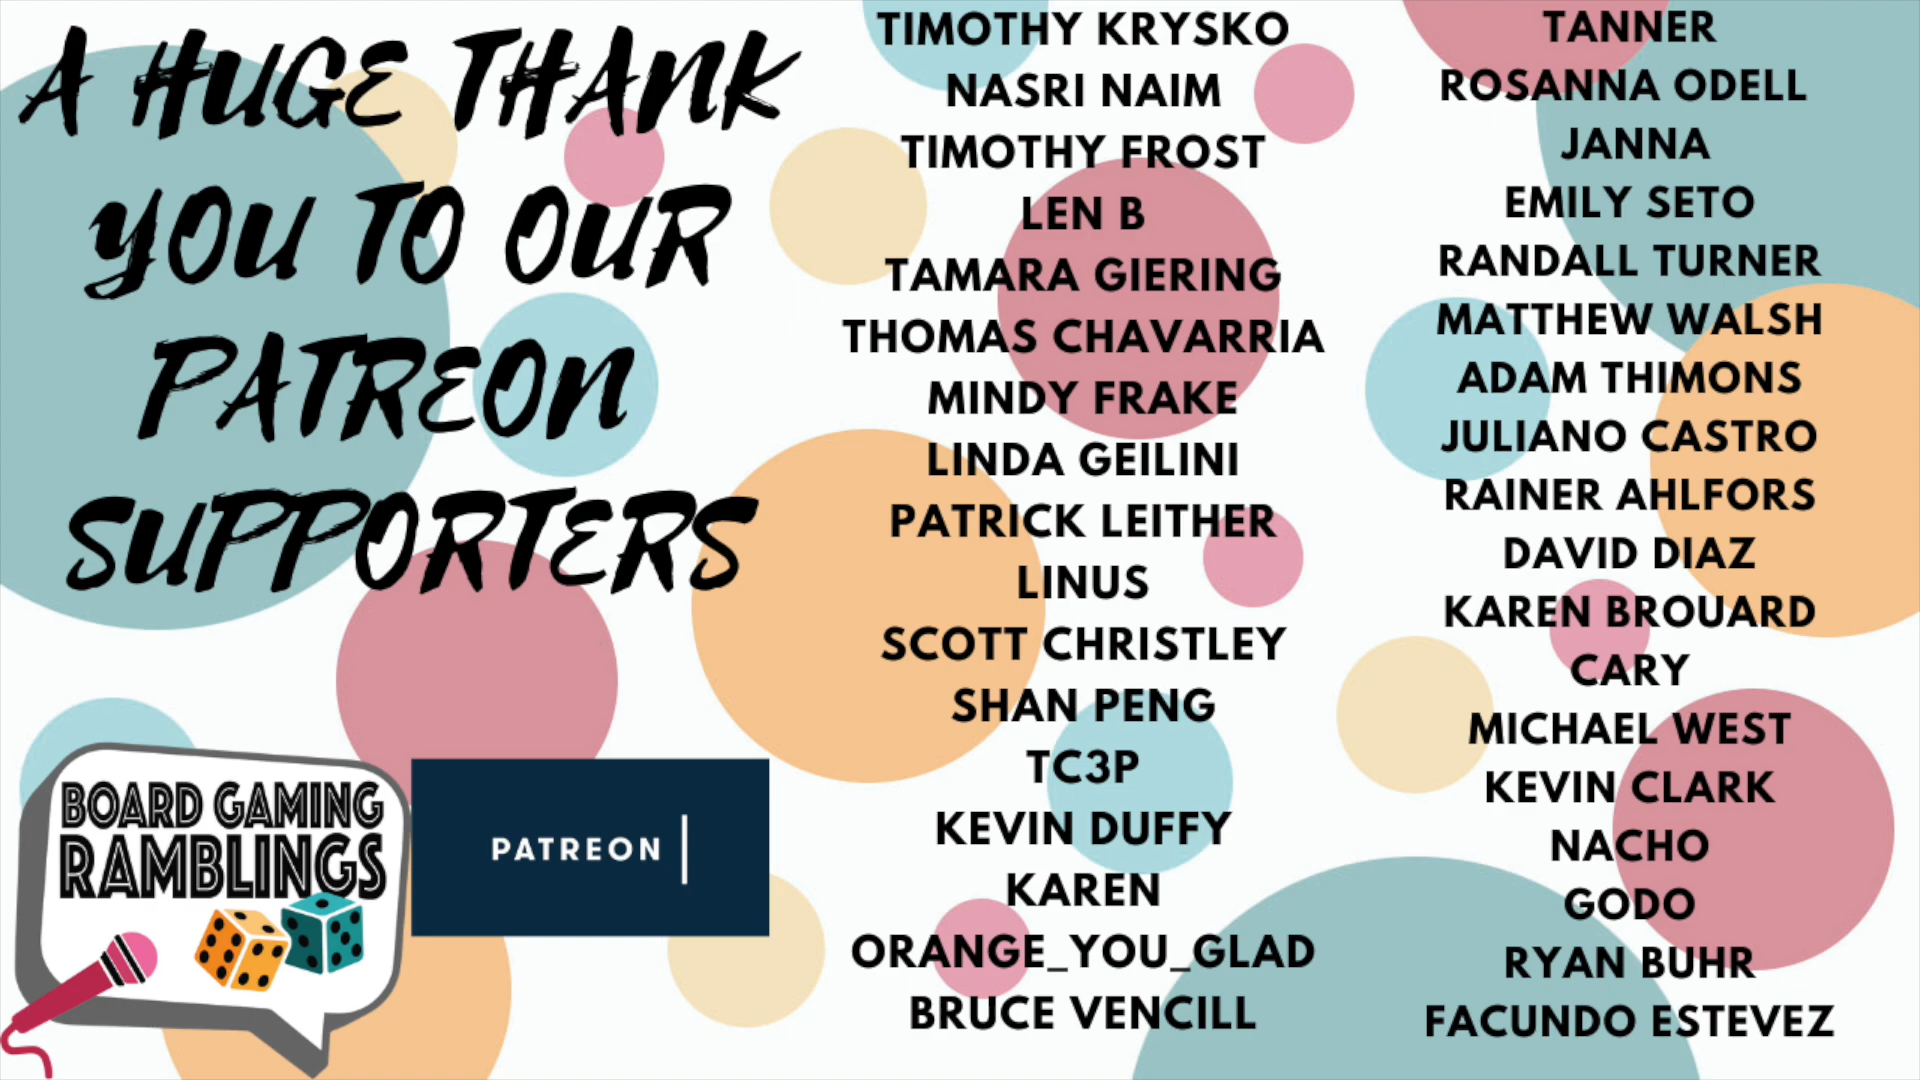 A HUGE THANK
YOU TO OUR
PATREON
SUPPORTERS
BOARD GAMING
RAMBLINGS
PATREON
TIMOTHY KRYSKO
NASRI NAIM
TIMOTHY FROST
LEN B
TAMARA GIERING
THOMAS CHAVARRIA
MINDY FRAKE
LINDA GEILINI
PATRICK LEITHER
LINUS
SCOTT CHRISTLEY
SHAN PENG
TC3P
KEVIN DUFFY
KAREN
ORANGE_YOU_GLAD
BRUCE VENCILL
TANNER
ROSANNA ODELL
JANNA
EMILY SETO
RANDALL TURNER
MATTHEW WALSH
ADAM THIMONS
JULIANO CASTRO
RAINER AHLFORS
DAVID DIAZ
KAREN BROUARD
CARY
MICHAEL WEST
KEVIN CLARK
NACHO
GODO
RYAN BUHR
FACUNDO ESTEVEZ